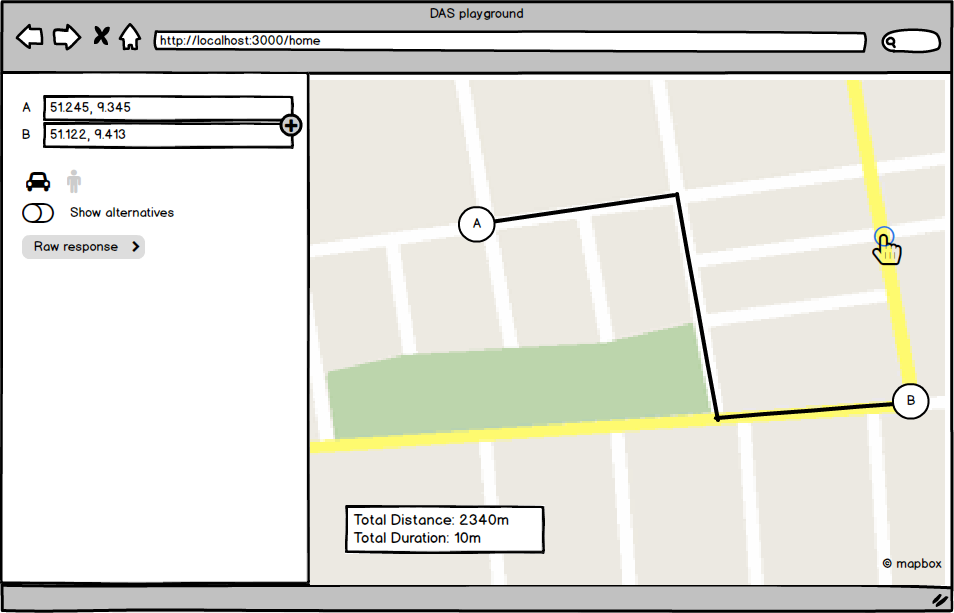 DAS playground
http://localhost:3000/home
A 51.245, 9.345
B 51.122, 9.413
Show alternatives
Raw response
A
B
Total Distance: 2340m
Total Duration: 10m
© mapbox